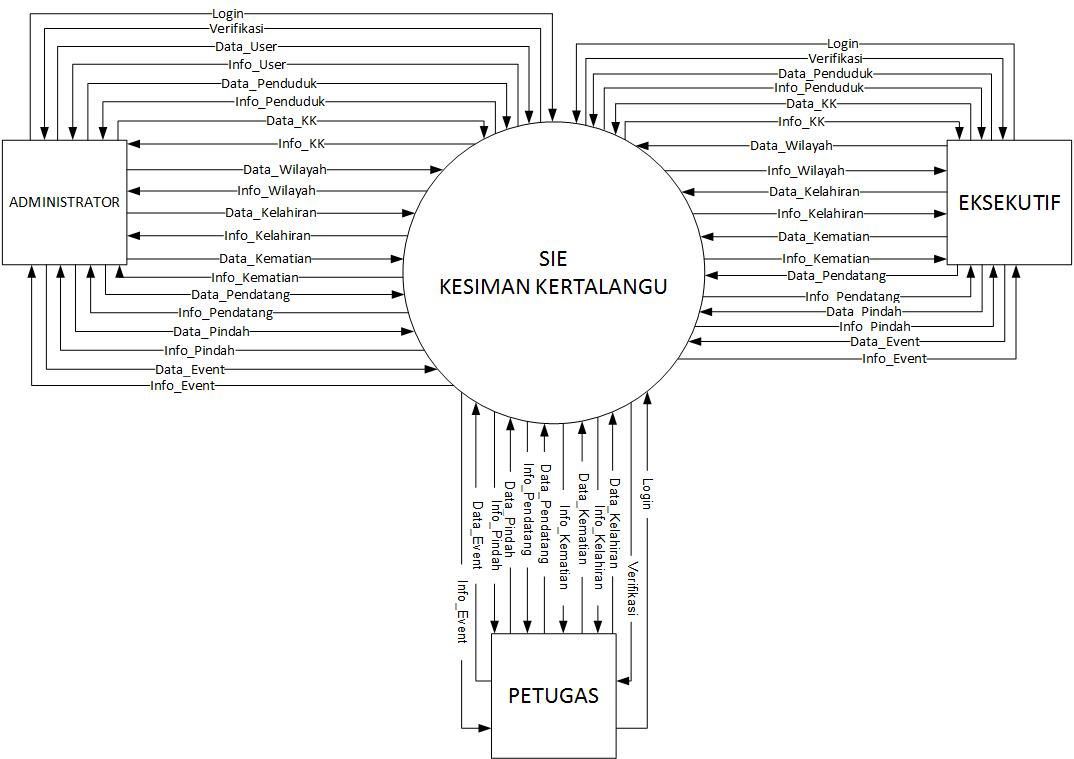 Login
Verifikasi
Data_User
Info_User
Data_Penduduk
Info_Penduduk
Data_KK
Info_KK
Data_Wilayah
Info_Wilayah
Data_Kelahiran
Info_Kelahiran
Data_Kematian
Info_Kematian
Data_Pendatang
Info_Pendatang
Data_Pindah
Info_Pindah
Data_Event
Info_Event
ADMINISTRATOR
SIE
KESIMAN KERTALANGU
Login
Verifikasi
Data_Penduduk
Info_Penduduk
Data_KK
Info_KK
Data_Wilayah
Info_Wilayah
Data_Kelahiran
Info_Kelahiran
Data_Kematian
Info_Kematian
Data_Pendatang
Info_Pendatang
Data_Pindah
Info_Pindah
Data_Event
Info_Event
EKSEKUTIF
Info_Event
Data_Event
Info_Pindah
Data_Pindah
Info_Pendatang
Data_Pendatang
Info_Kematian
Data_Kematian
Info_Kelahiran
Data_Kelahiran
Verifikasi
Login
PETUGAS